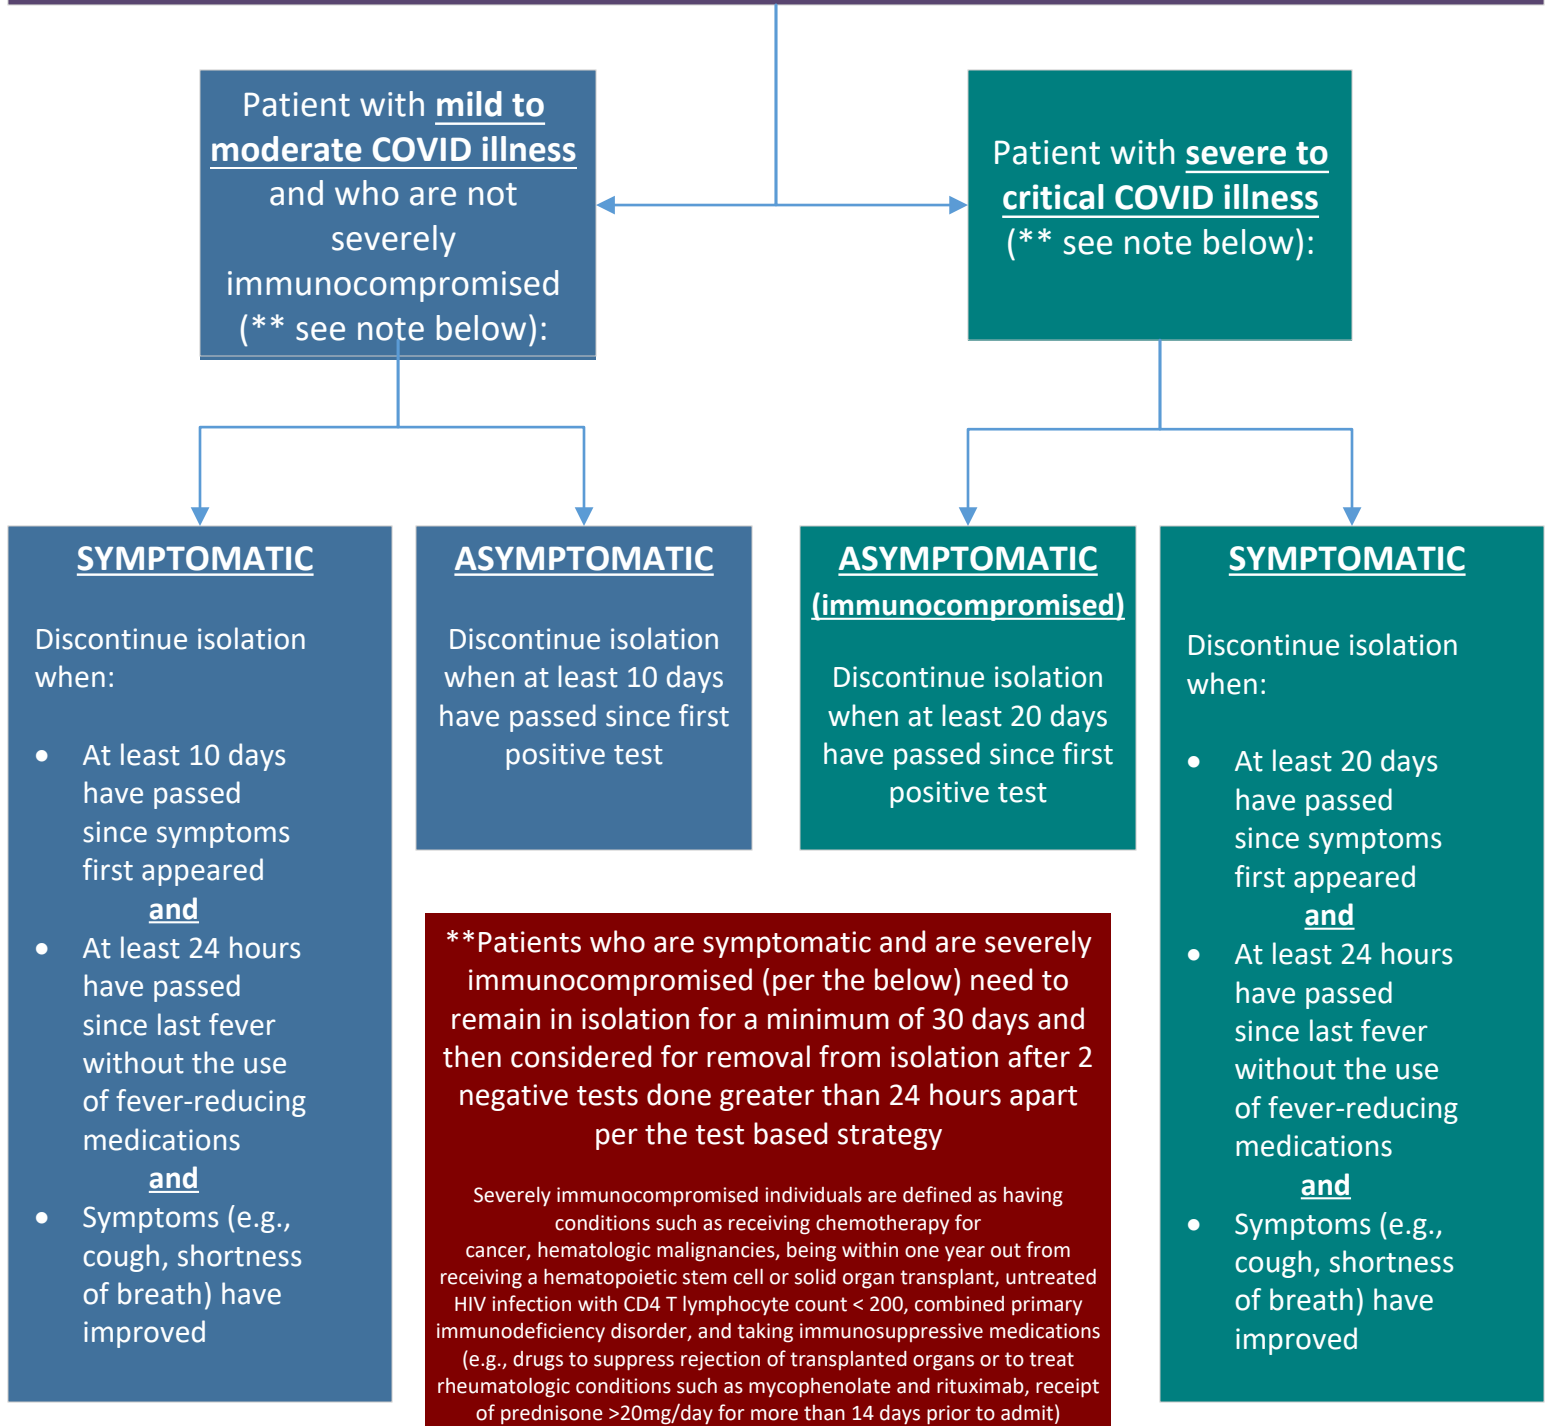 Patient with mild to
moderate COVID illness
and who are not
severely
immunocompromised
(** see note below):
Patient with severe to
critical COVID illness
(** see note below):
SYMPTOMATIC
Discontinue isolation
when:
• At least 10 days
have passed
since symptoms
first appeared
and
• At least 24 hours
have passed
since last fever
without the use
of fever-reducing
medications
and
• Symptoms (e.g.,
cough, shortness
of breath) have
improved
ASYMPTOMATIC
Discontinue isolation
when at least 10 days
have passed since first
positive test
ASYMPTOMATIC
(immunocompromised)
Discontinue isolation
when at least 20 days
have passed since first
positive test
SYMPTOMATIC
Discontinue isolation
when:
• At least 20 days
have passed
since symptoms
first appeared
and
• At least 24 hours
have passed
since last fever
without the use
of fever-reducing
medications
and
• Symptoms (e.g.,
cough, shortness
of breath) have
improved
**Patients who are symptomatic and are severely
immunocompromised (per the below) need to
remain in isolation for a minimum of 30 days and
then considered for removal from isolation after 2
negative tests done greater than 24 hours apart
per the test based strategy
Severely immunocompromised individuals are defined as having
conditions such as receiving chemotherapy for
cancer, hematologic malignancies, being within one year out from
receiving a hematopoietic stem cell or solid organ transplant, untreated
HIV infection with CD4 T lymphocyte count < 200, combined primary
immunodeficiency disorder, and taking immunosuppressive medications
(e.g., drugs to suppress rejection of transplanted organs or to treat
rheumatologic conditions such as mycophenolate and rituximab, receipt
of prednisone >20mg/day for more than 14 days prior to admit)